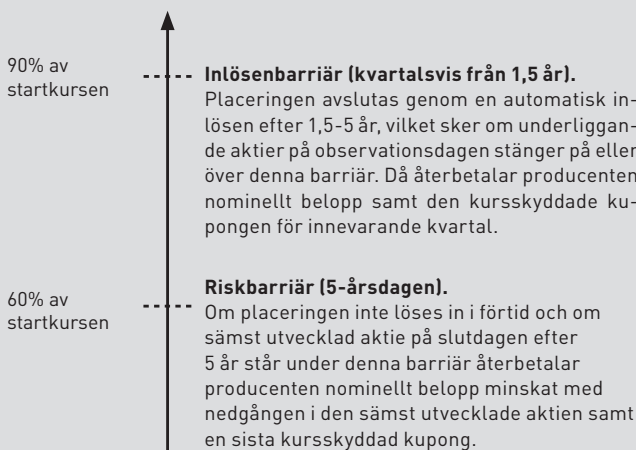 90% av
startkursen
Inlösenbarriär (kvartalsvis från 1,5 år).
Placeringen avslutas genom en automatisk in-
lösen efter 1,5-5 år, vilket sker om underliggan-
de aktier på observationsdagen stänger på eller
över denna barriär. Då återbetalar producenten
nominellt belopp samt den kursskyddade ku-
pongen för innevarande kvartal.
60% av
startkursen
Riskbarriär (5-årsdagen).
Om placeringen inte löses in i förtid och om
sämst utvecklad aktie på slutdagen efter
5 år står under denna barriär återbetalar
producenten nominellt belopp minskat med
nedgången i den sämst utvecklade aktien samt
en sista kursskyddad kupong.